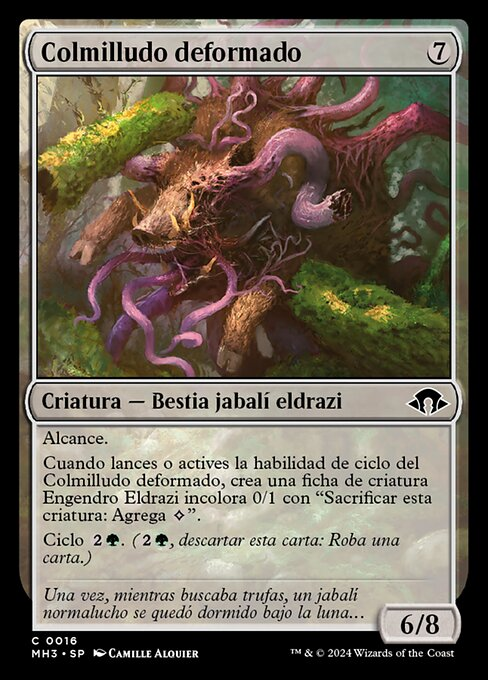 Colmilludo deformado 7
Criatura — Bestia jabalí eldrazi
Alcance.
Cuando lances o actives la habilidad de ciclo del
Colmilludo deformado, crea una ficha de criatura
Engendro Eldrazi incolora 0/1 con “Sacrificar esta
criatura: Agrega ◇”.
Ciclo 2🌳. (2🌳, descartar esta carta: Roba una
carta.)
Una vez, mientras buscaba trufas, un jabalí
normalucho se quedó dormido bajo la luna…
6/8
C 0016
MH3 • SP Camille Alouier
™ & © 2024 Wizards of the Coast